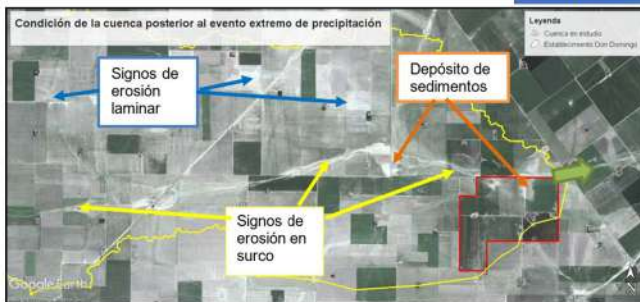 Condición de la cuenca posterior al evento extremo de precipitación
Leyenda
Cuenca en estudio
Establecimiento Don Domingo
Signos de
erosión
laminar
Depósito de
sedimentos
Signos de
erosión en
surco
Google Earth
N